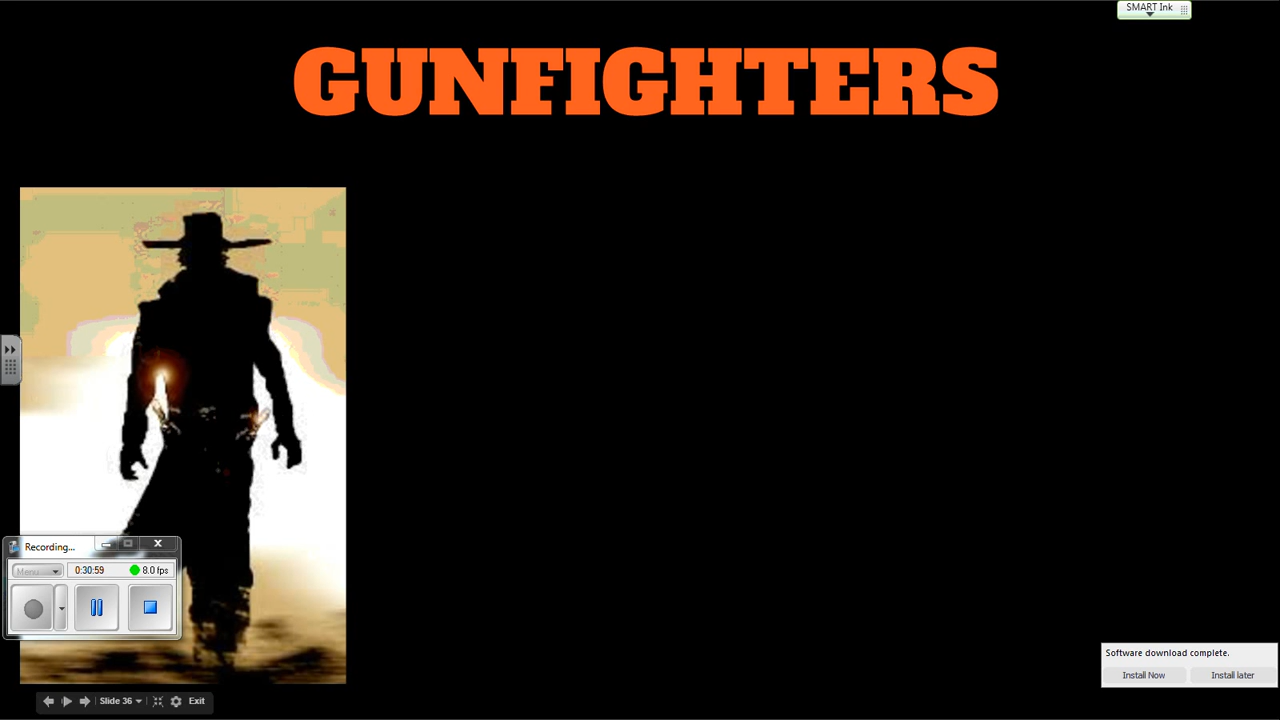 SMART Ink
GUNFIGHTERS
Recording...
Menu
0:30:59
8.0 fps
Software download complete.
Install Now
Install later
Slide 36
Exit